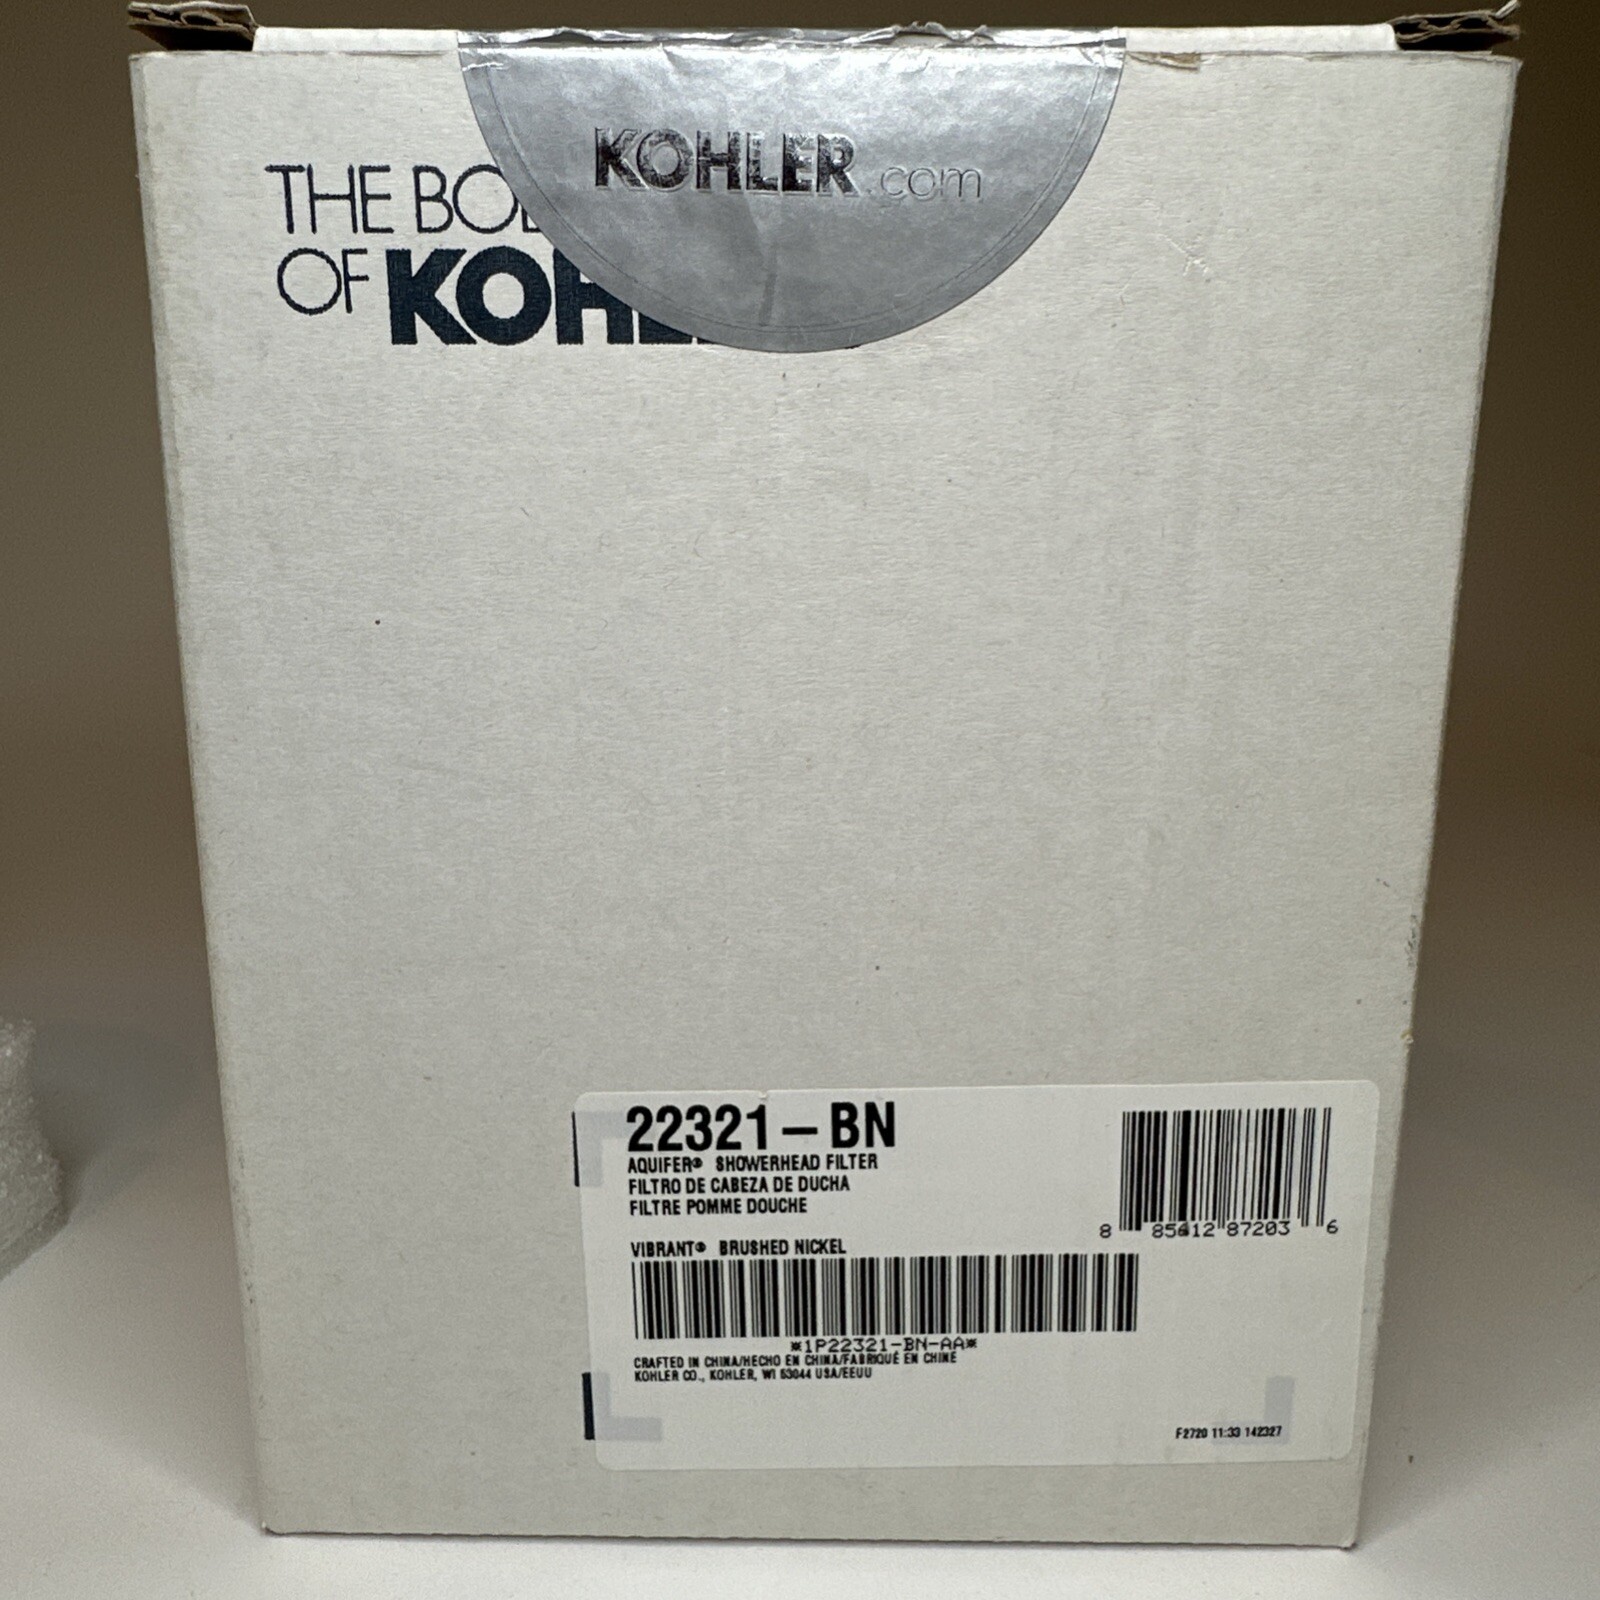 KOHLER.com
THE BOL
OF KOHL
22321-BN
AQUIFER® SHOWERHEAD FILTER
FILTRO DE CABEZA DE DUCHA
FILTRE POMME DOUCHE
VIBRANT® BRUSHED NICKEL
8 85612 87203 6
*1P22321-BN-AA*
CRAFTED IN CHINA/HECHO EN CHINA/FABRIQUÉ EN CHINE
KOHLER CO., KOHLER, WI 53044 USA/EEUU
F2720 11:33 142327